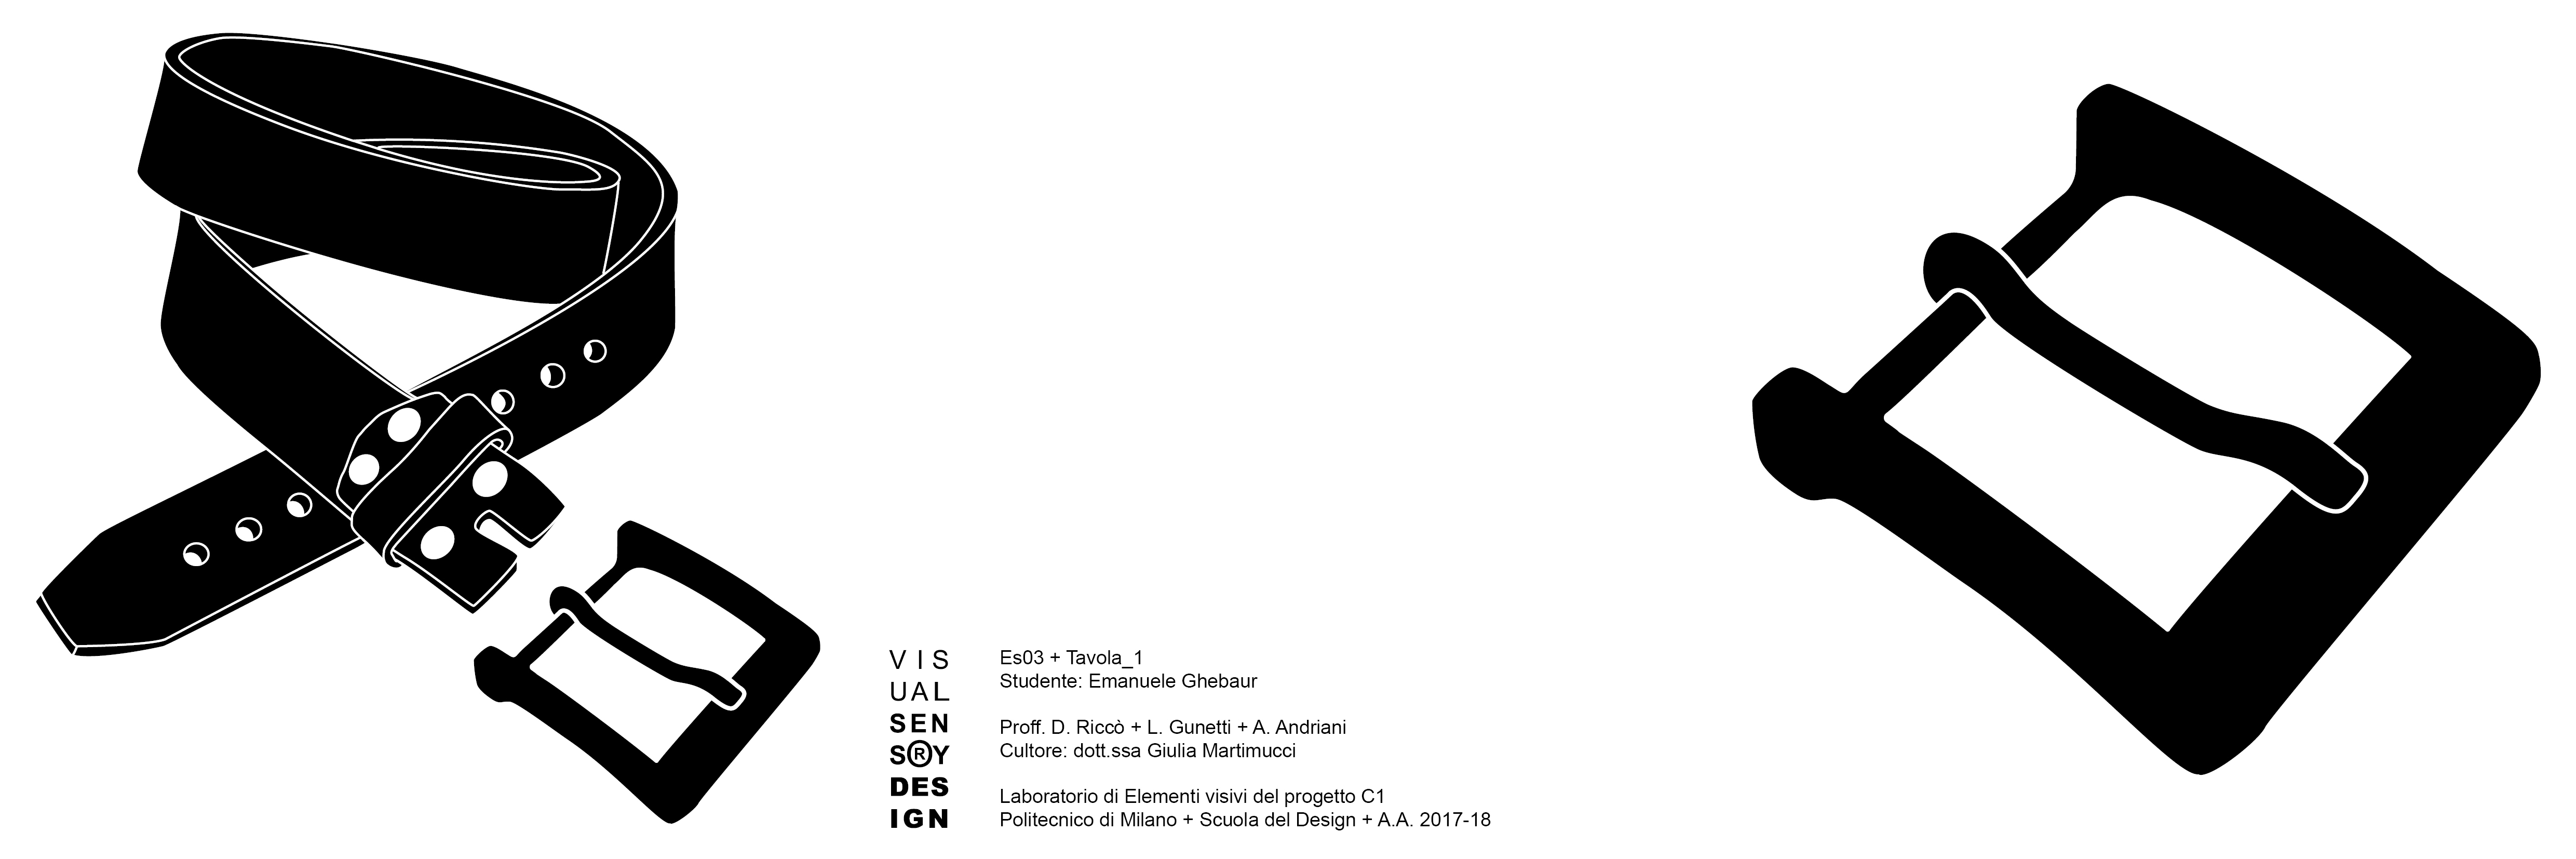 VIS
UAL
SEN
S®Y
DES
IGN
Es03 + Tavola_1
Studente: Emanuele Ghebaur
Proff. D. Riccò + L. Gunetti + A. Andriani
Cultore: dott.ssa Giulia Martimucci
Laboratorio di Elementi visivi del progetto C1
Politecnico di Milano + Scuola del Design + A.A. 2017-18